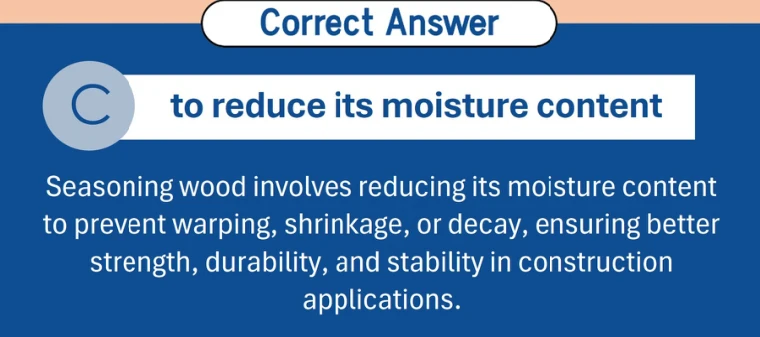 Correct Answer
C to reduce its moisture content
Seasoning wood involves reducing its moisture content
to prevent warping, shrinkage, or decay, ensuring better
strength, durability, and stability in construction
applications.